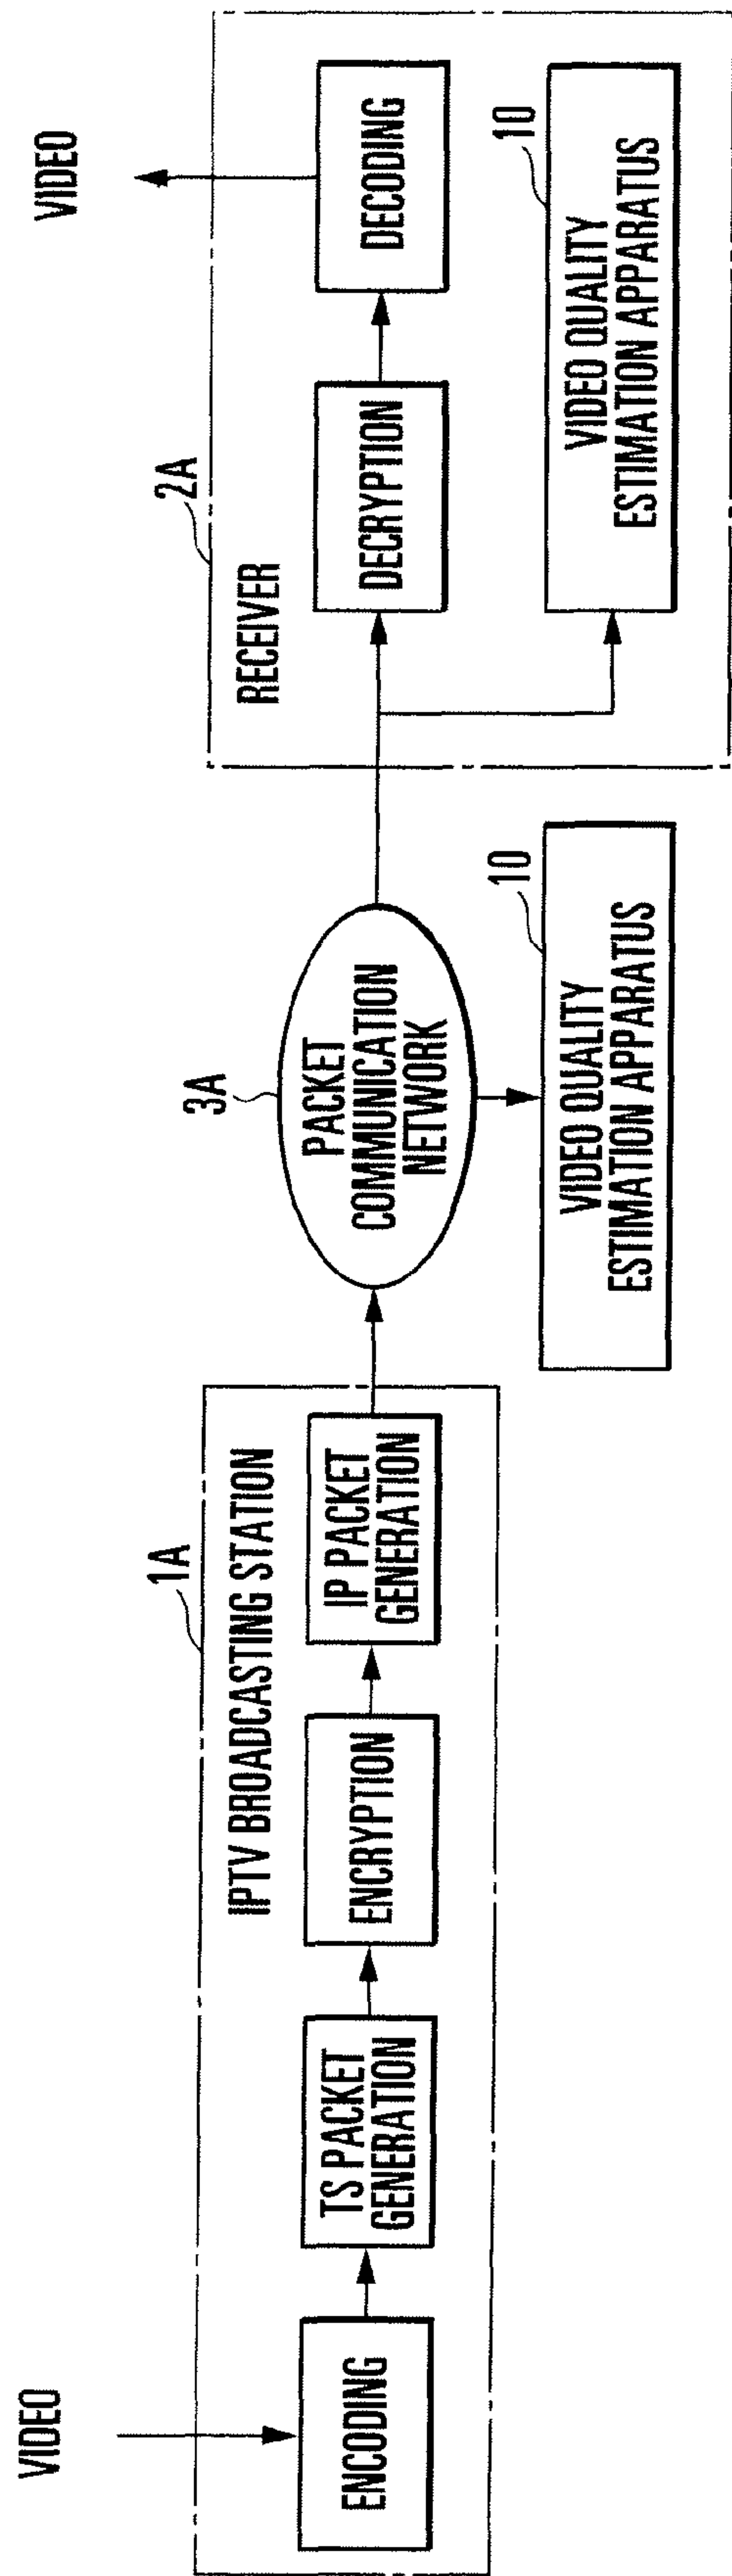 VIDEO
1A
IPTV BROADCASTING STATION
ENCODING
TS PACKET
GENERATION
ENCRYPTION
IP PACKET
GENERATION
3A
PACKET
COMMUNICATION
NETWORK
10
VIDEO QUALITY
ESTIMATION APPARATUS
2A
RECEIVER
DECRYPTION
DECODING
VIDEO
10
VIDEO QUALITY
ESTIMATION APPARATUS